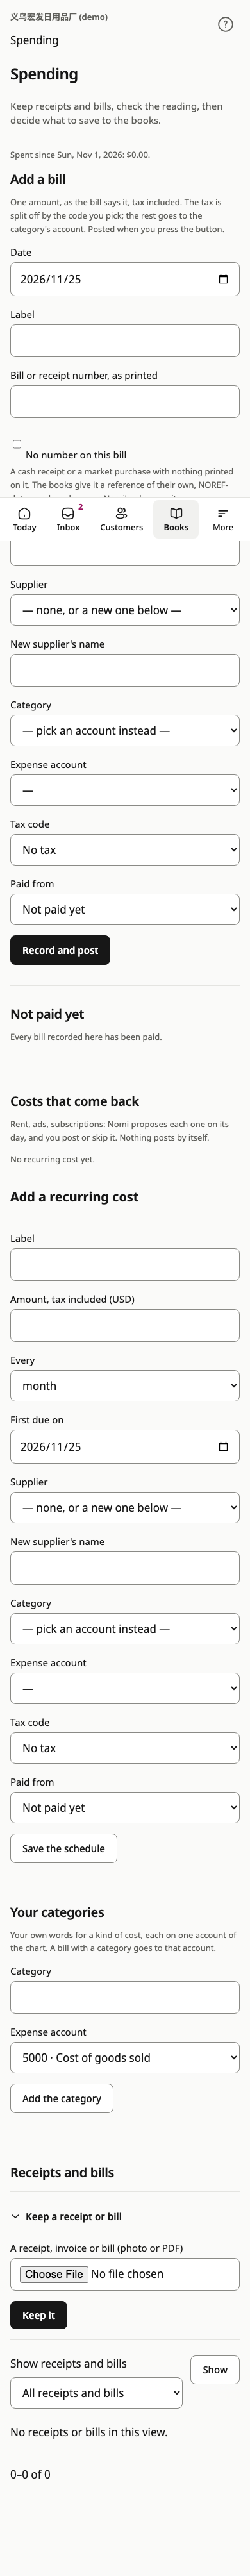 义乌宏发日用品厂 (demo)
Spending
Spending
Keep receipts and bills, check the reading, then
decide what to save to the books.
Spent since Sun, Nov 1, 2026: $0.00.
Add a bill
One amount, as the bill says it, tax included. The tax is
split off by the code you pick; the rest goes to the
category's account. Posted when you press the button.
Date
2026/11/25
Label
Bill or receipt number, as printed
No number on this bill
A cash receipt or a market purchase with nothing printed
on it. The books give it a reference of their own, NOREF-
Today
Inbox
2
Customers
Books
More
Supplier
— none, or a new one below —
New supplier's name
Category
— pick an account instead —
Expense account
—
Tax code
No tax
Paid from
Not paid yet
Record and post
Not paid yet
Every bill recorded here has been paid.
Costs that come back
Rent, ads, subscriptions: Nomi proposes each one on its
day, and you post or skip it. Nothing posts by itself.
No recurring cost yet.
Add a recurring cost
Label
Amount, tax included (USD)
Every
month
First due on
2026/11/25
Supplier
— none, or a new one below —
New supplier's name
Category
— pick an account instead —
Expense account
—
Tax code
No tax
Paid from
Not paid yet
Save the schedule
Your categories
Your own words for a kind of cost, each on one account of
the chart. A bill with a category goes to that account.
Category
Expense account
5000 · Cost of goods sold
Add the category
Receipts and bills
Keep a receipt or bill
A receipt, invoice or bill (photo or PDF)
Choose File No file chosen
Keep it
Show receipts and bills
All receipts and bills
Show
No receipts or bills in this view.
0–0 of 0